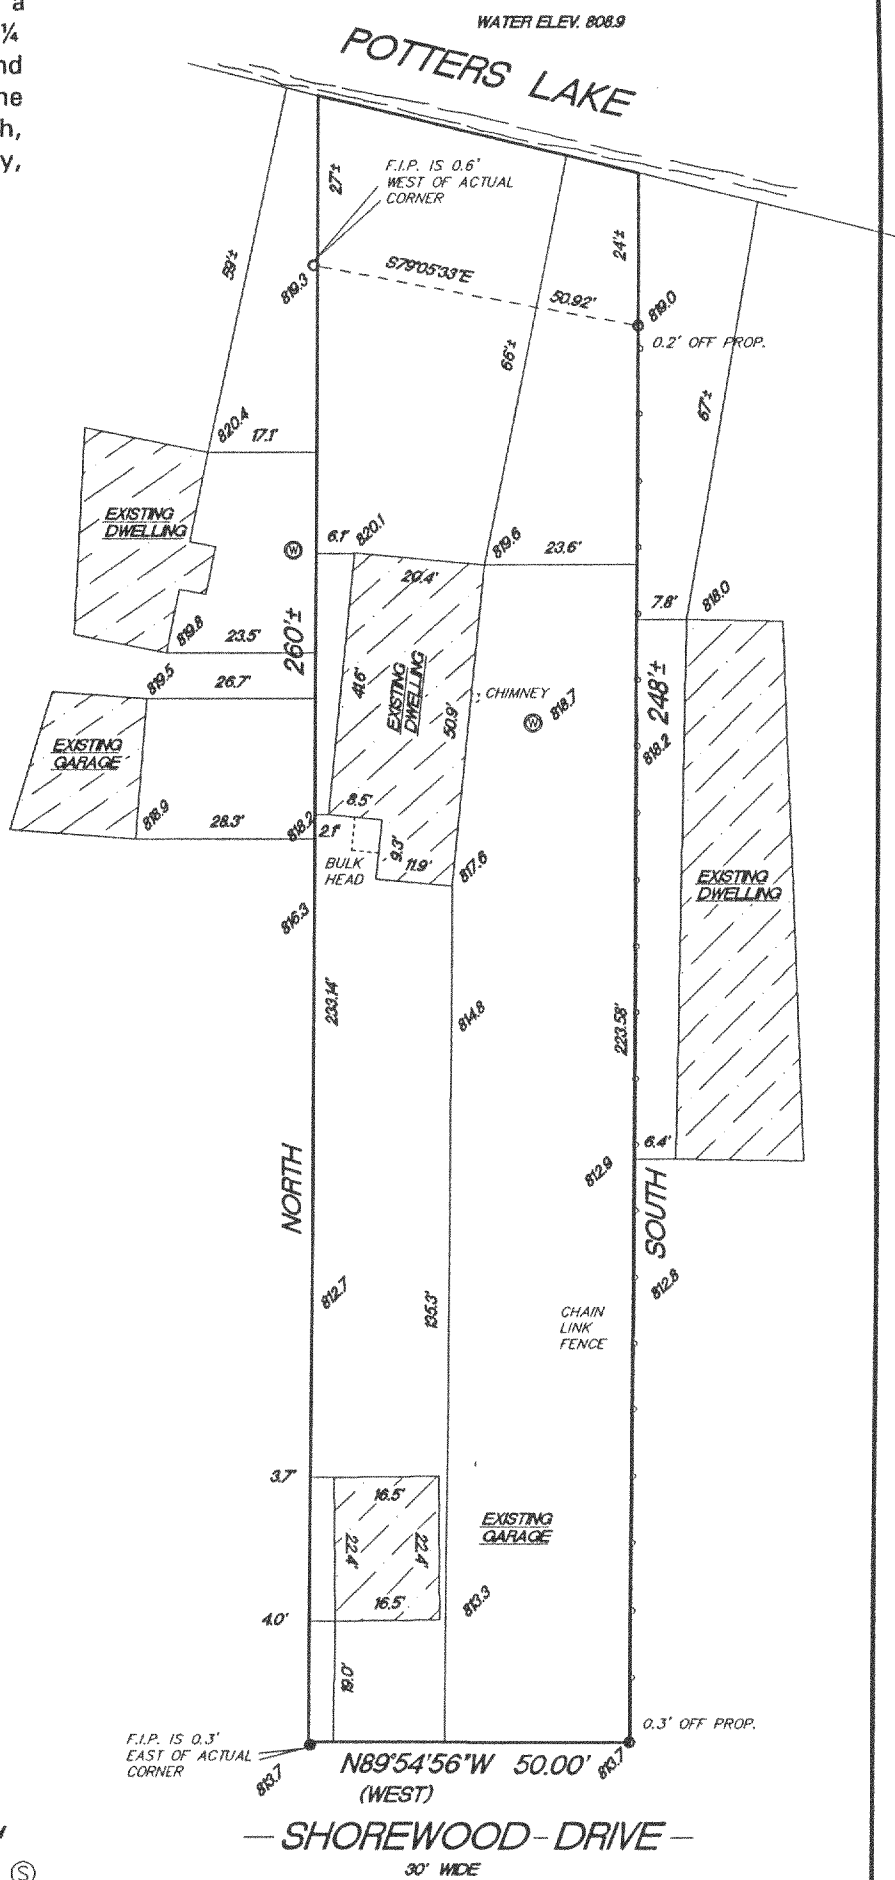 a
¼
nd
ne
h,
y,
WATER ELEV. 808.9
POTTERS LAKE
F.I.P. IS 0.6'
WEST OF ACTUAL
CORNER
27'±
59'±
24'±
819.3
S79°05'33"E
50.92'
819.0
0.2' OFF PROP.
66'±
67'±
820.4
17.1'
EXISTING
DWELLING
W
6.1'
820.1
819.6
23.6'
20.4'
7.8'
818.0
819.8
23.5'
260'±
819.5
26.7'
41.6'
EXISTING
DWELLING
50.9'
CHIMNEY
W
818.7
248'±
818.2
EXISTING
GARAGE
818.9
28.3'
818.2
2.1'
8.5'
9.3'
11.9'
BULK
HEAD
817.6
EXISTING
DWELLING
816.3
233.14'
814.8
223.58'
NORTH
6.4'
812.9
SOUTH
812.7
135.3'
812.8
CHAIN
LINK
FENCE
3.7'
16.5'
22.4'
22.4'
EXISTING
GARAGE
16.5'
813.3
4.0'
19.0'
F.I.P. IS 0.3'
EAST OF ACTUAL
CORNER
813.7
0.3' OFF PROP.
813.7
N89°54'56"W 50.00'
(WEST)
— SHOREWOOD - DRIVE —
30' WIDE
S